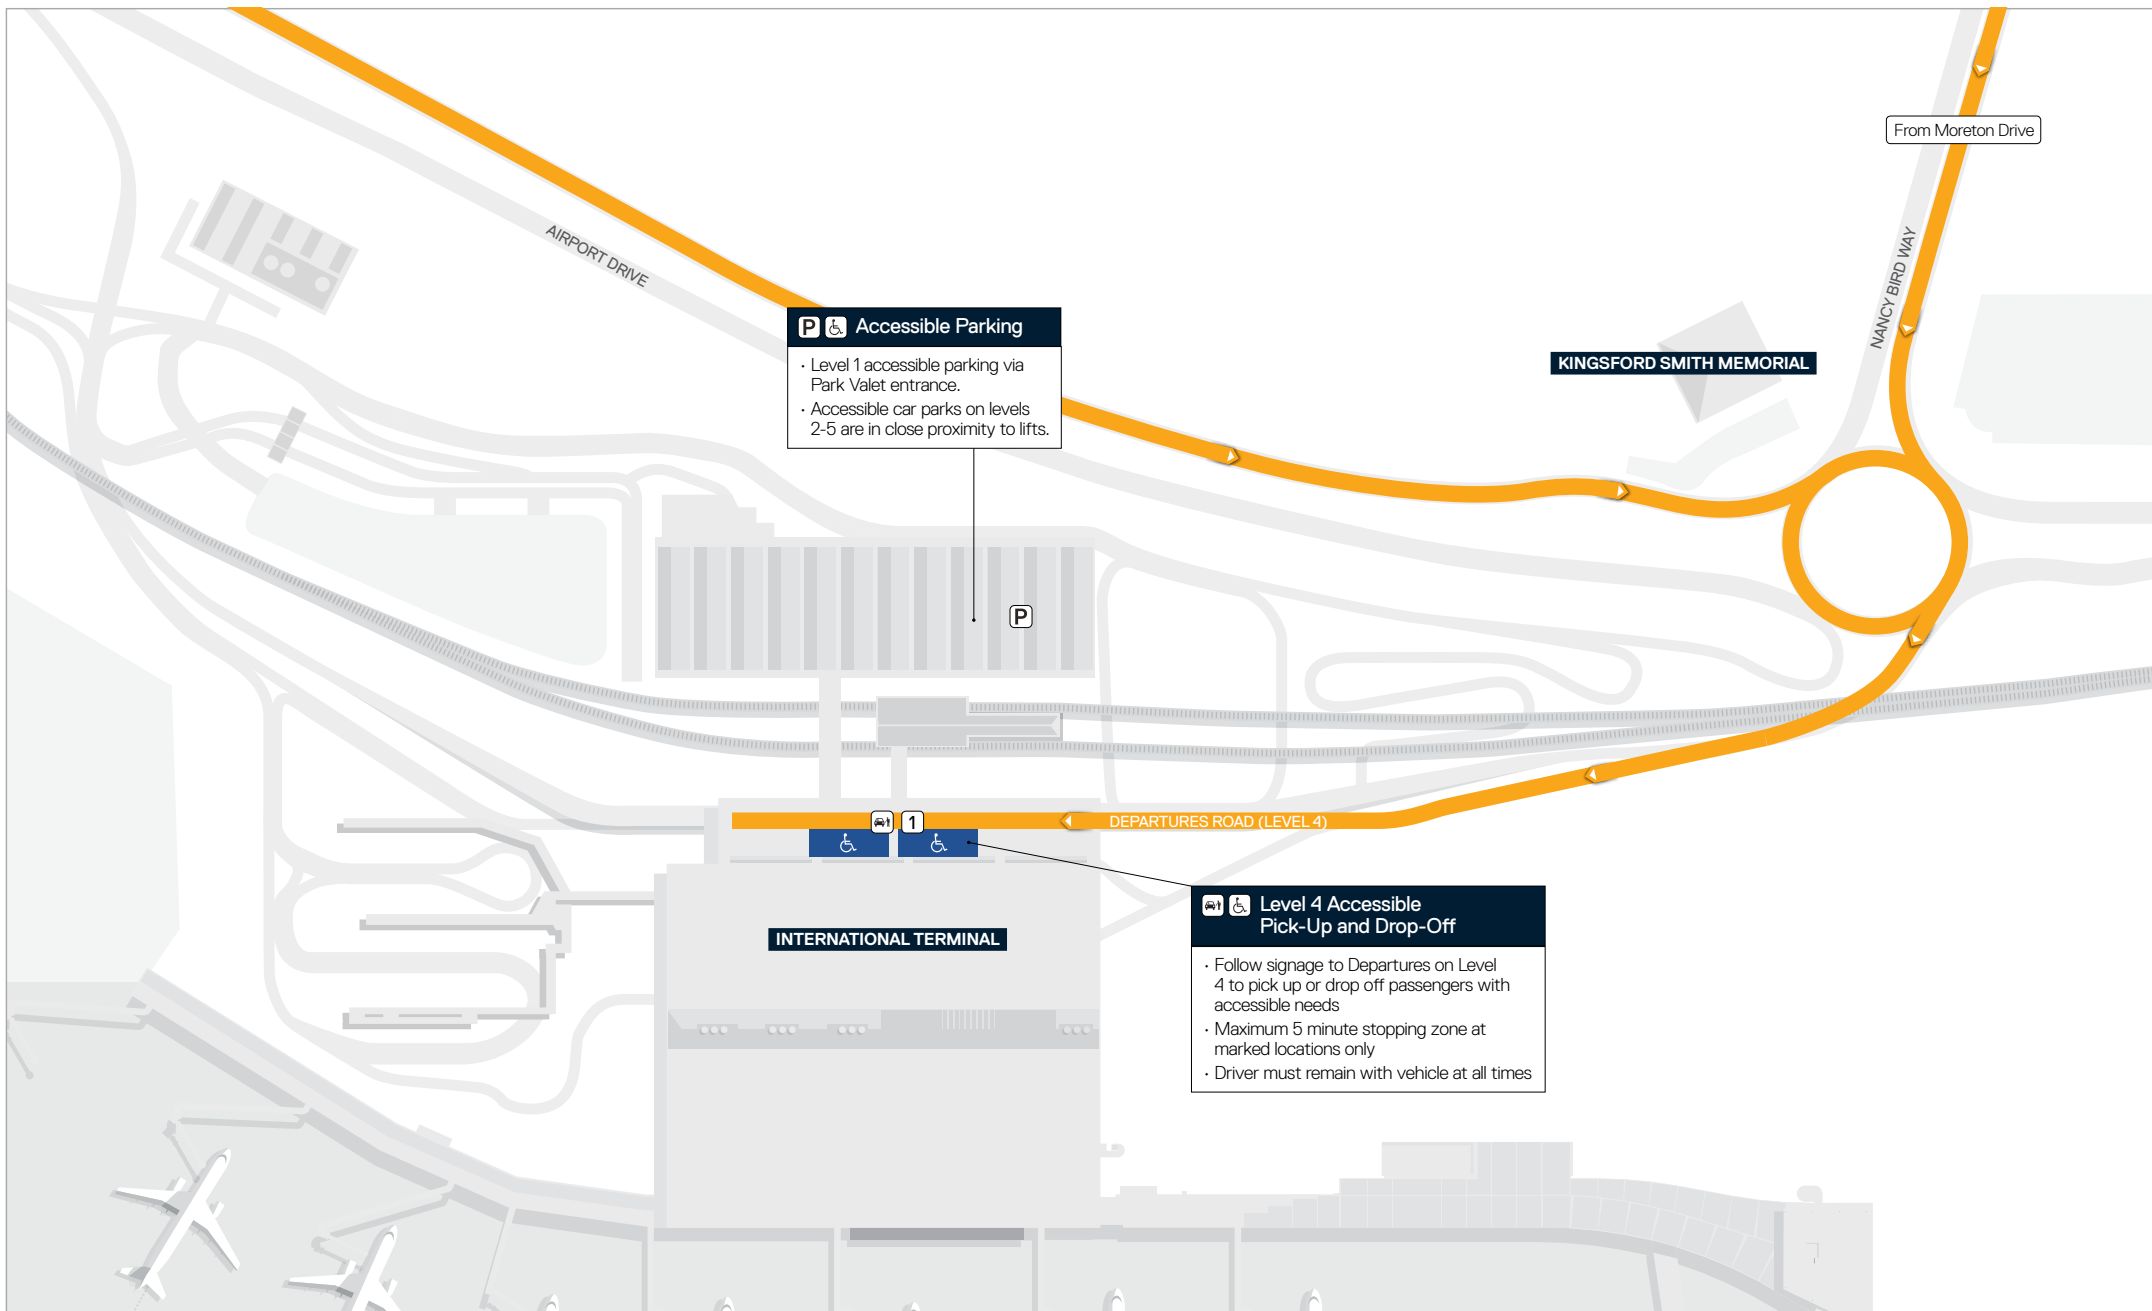 From Moreton Drive
AIRPORT DRIVE
NANCY BIRD WAY
P Accessible Parking
· Level 1 accessible parking via
Park Valet entrance.
· Accessible car parks on levels
2-5 are in close proximity to lifts.
KINGSFORD SMITH MEMORIAL
P
1
DEPARTURES ROAD (LEVEL 4)
Level 4 Accessible
Pick-Up and Drop-Off
· Follow signage to Departures on Level
4 to pick up or drop off passengers with
accessible needs
· Maximum 5 minute stopping zone at
marked locations only
· Driver must remain with vehicle at all times
INTERNATIONAL TERMINAL